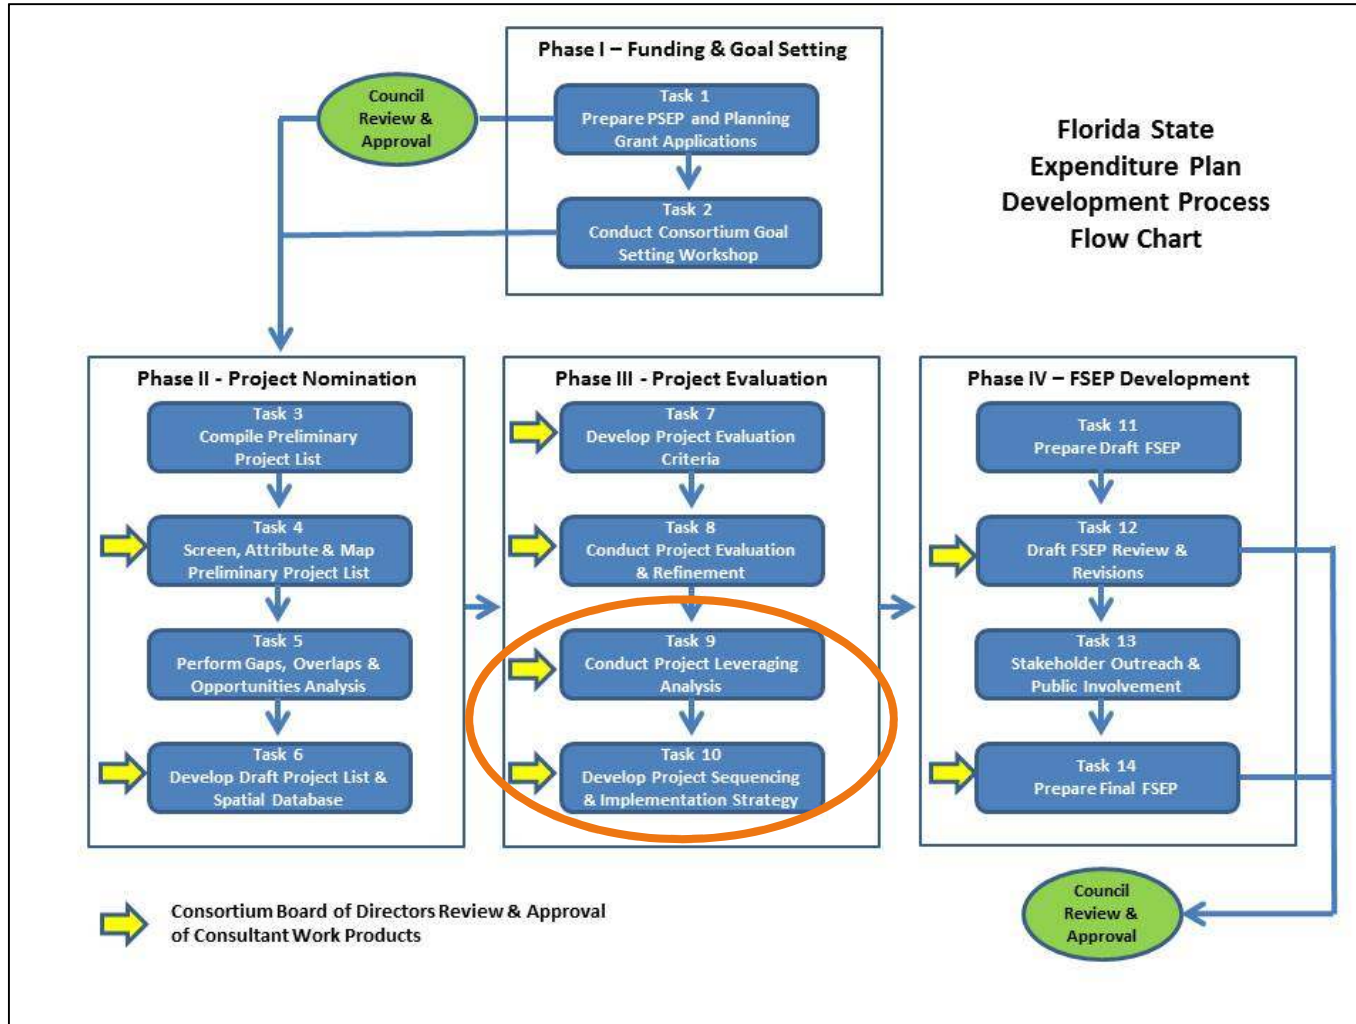 Phase I – Funding & Goal Setting
Task 1
Prepare PSEP and Planning
Grant Applications
Task 2
Conduct Consortium Goal
Setting Workshop
Council
Review &
Approval
Florida State
Expenditure Plan
Development Process
Flow Chart
Phase II - Project Nomination
Task 3
Compile Preliminary
Project List
Task 4
Screen, Attribute & Map
Preliminary Project List
Task 5
Perform Gaps, Overlaps &
Opportunities Analysis
Task 6
Develop Draft Project List &
Spatial Database
Phase III - Project Evaluation
Task 7
Develop Project Evaluation
Criteria
Task 8
Conduct Project Evaluation
& Refinement
Task 9
Conduct Project Leveraging
Analysis
Task 10
Develop Project Sequencing
& Implementation Strategy
Phase IV – FSEP Development
Task 11
Prepare Draft FSEP
Task 12
Draft FSEP Review &
Revisions
Task 13
Stakeholder Outreach &
Public Involvement
Task 14
Prepare Final FSEP
Council
Review &
Approval
Consortium Board of Directors Review & Approval
of Consultant Work Products